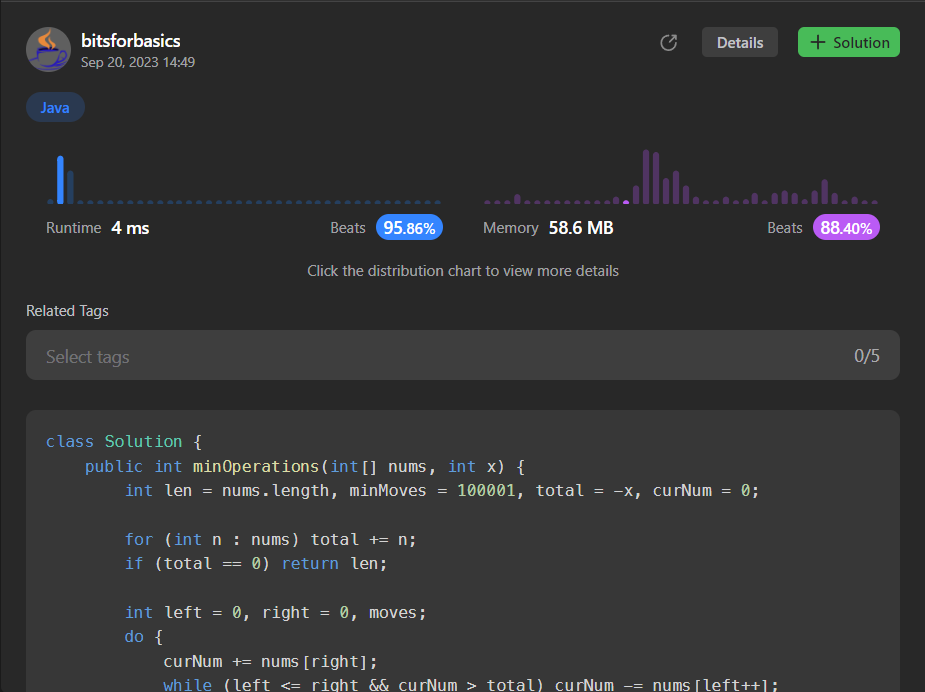 bitsforbasics
Sep 20, 2023 14:49
Details
+ Solution
Java
Runtime 4 ms
Beats 95.86%
Memory 58.6 MB
Beats 88.40%
Click the distribution chart to view more details
Related Tags
Select tags 0/5
class Solution {
    public int minOperations(int[] nums, int x) {
        int len = nums.length, minMoves = 100001, total = -x, curNum = 0;

        for (int n : nums) total += n;
        if (total == 0) return len;

        int left = 0, right = 0, moves;
        do {
            curNum += nums[right];
            while (left <= right && curNum > total) curNum -= nums[left++];